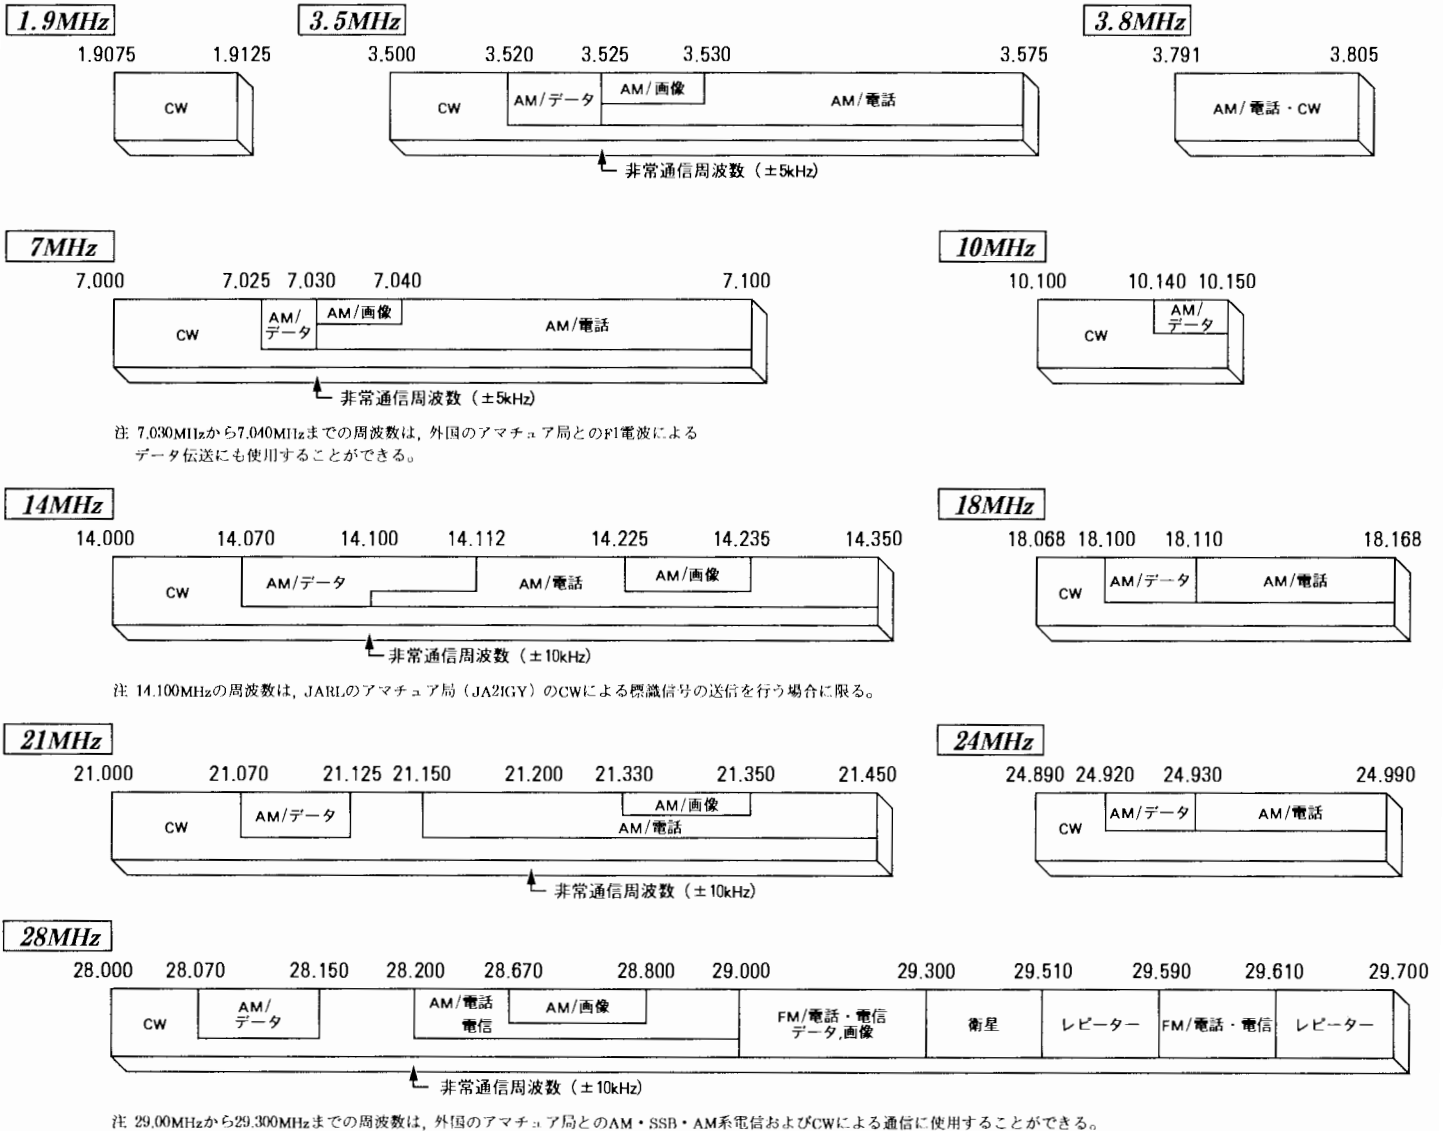 1.9MHz 3.5MHz 3.8MHz
1.9075 1.9125 3.500 3.520 3.525 3.530 3.575 3.791 3.805
CW CW AM/データ AM/画像 AM/電話 AM/電話・CW
非常通信周波数（±5kHz）
7MHz 10MHz
7.000 7.025 7.030 7.040 7.100 10.100 10.140 10.150
CW AM/データ AM/画像 AM/電話 CW AM/データ
非常通信周波数（±5kHz）
注 7.030MHzから7.040MHzまでの周波数は，外国のアマチュア局とのF1電波による
データ伝送にも使用することができる。
14MHz 18MHz
14.000 14.070 14.100 14.112 14.225 14.235 14.350 18.068 18.100 18.110 18.168
CW AM/データ AM/電話 AM/画像 CW AM/データ AM/電話
非常通信周波数（±10kHz）
注 14.100MHzの周波数は，JARLのアマチュア局（JA2IGY）のCWによる標識信号の送信を行う場合に限る。
21MHz 24MHz
21.000 21.070 21.125 21.150 21.200 21.330 21.350 21.450 24.890 24.920 24.930 24.990
CW AM/データ AM/画像 AM/電話 CW AM/データ AM/電話
非常通信周波数（±10kHz）
28MHz
28.000 28.070 28.150 28.200 28.670 28.800 29.000 29.300 29.510 29.590 29.610 29.700
CW AM/データ AM/電話 電信 AM/画像 FM/電話・電信 データ,画像 衛星 レピーター FM/電話・電信 レピーター
非常通信周波数（±10kHz）
注 29.00MHzから29.300MHzまでの周波数は，外国のアマチュア局とのAM・SSB・AM系電信およびCWによる通信に使用することができる。